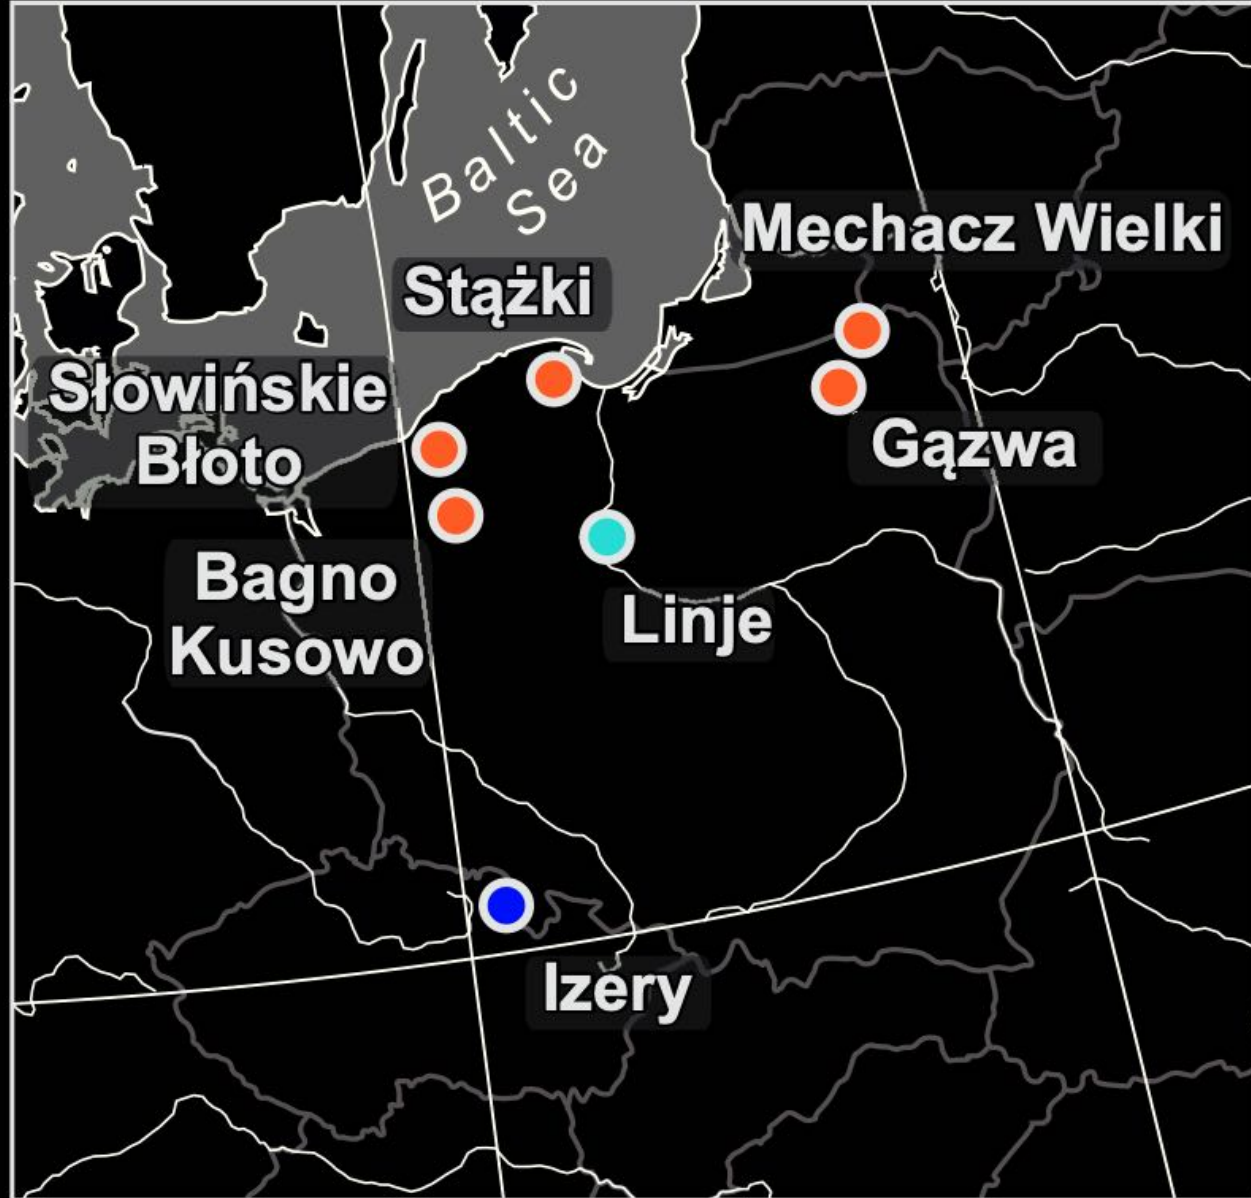 Baltic
Sea
Mechacz Wielki
Stążki
Słowińskie
Błoto
Gązwa
Bagno
Kusowo
Linje
Izery